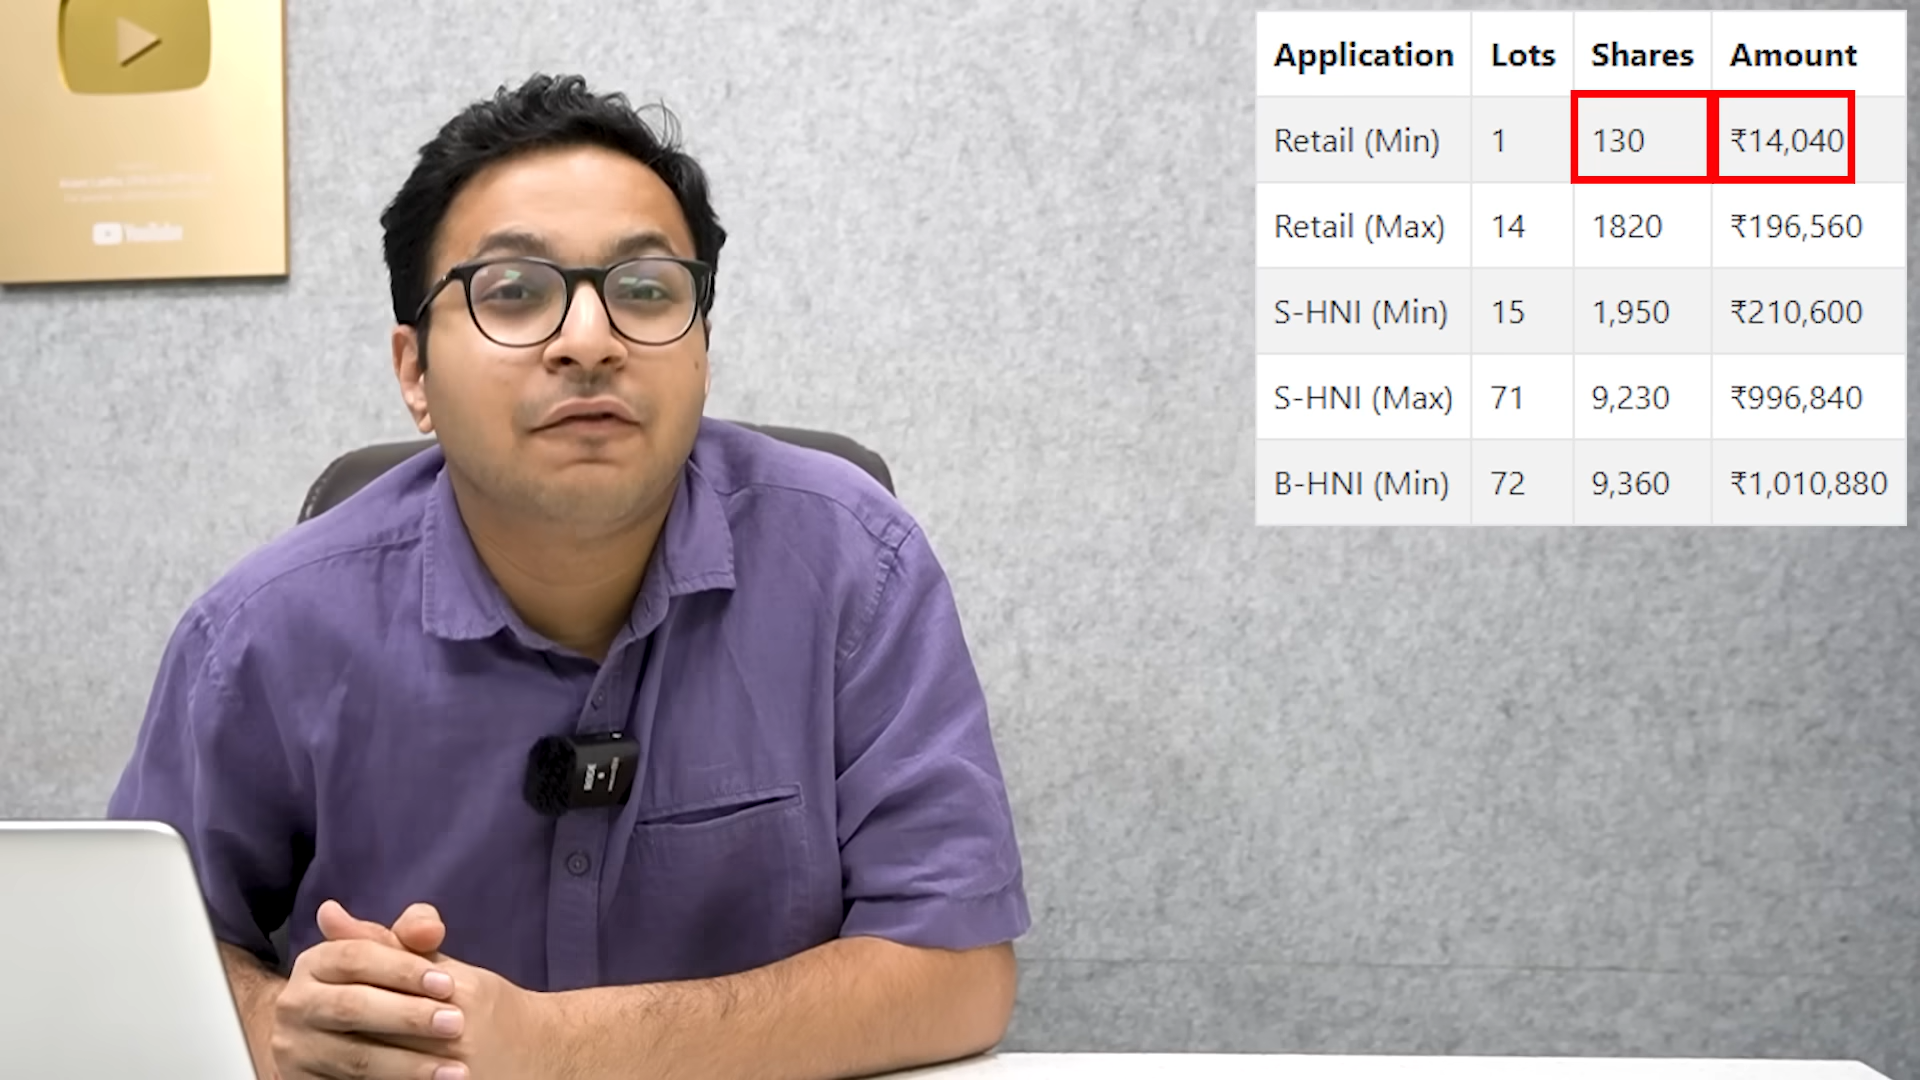 YouTube
Application Lots Shares Amount
Retail (Min) 1 130 ₹14,040
Retail (Max) 14 1820 ₹196,560
S-HNI (Min) 15 1,950 ₹210,600
S-HNI (Max) 71 9,230 ₹996,840
B-HNI (Min) 72 9,360 ₹1,010,880
RØDE